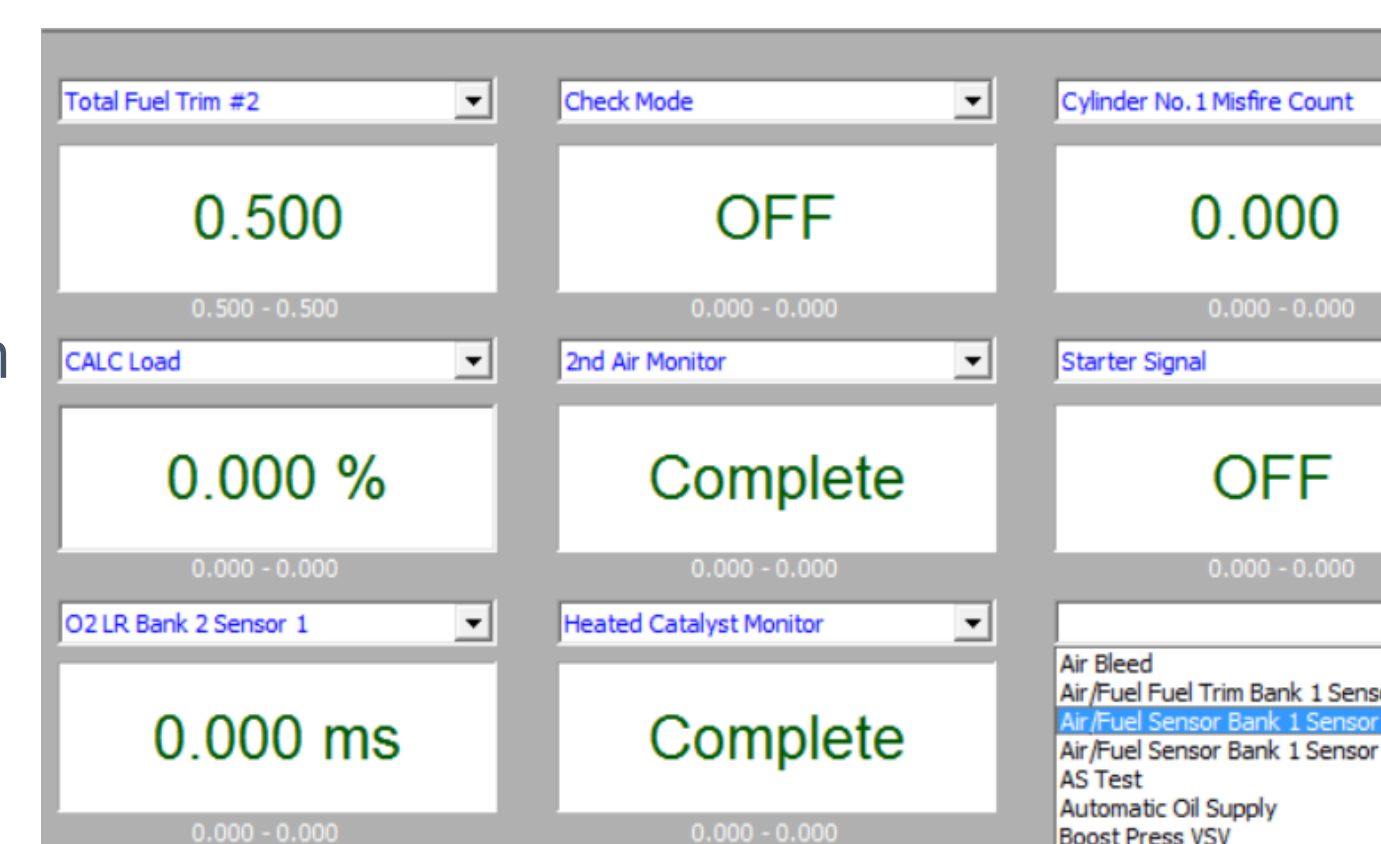 Total Fuel Trim #2
Check Mode
Cylinder No.1 Misfire Count
0.500
OFF
0.000
0.500 - 0.500
0.000 - 0.000
0.000 - 0.000
CALC Load
2nd Air Monitor
Starter Signal
0.000 %
Complete
OFF
0.000 - 0.000
0.000 - 0.000
0.000 - 0.000
O2 LR Bank 2 Sensor 1
Heated Catalyst Monitor
0.000 ms
Complete
Air Bleed
Air/Fuel Fuel Trim Bank 1
Air/Fuel Sensor Bank 1 Sensor
Air/Fuel Sensor Bank 1 Sensor
AS Test
Automatic Oil Supply
Boost Press VSV
0.000 - 0.000
0.000 - 0.000